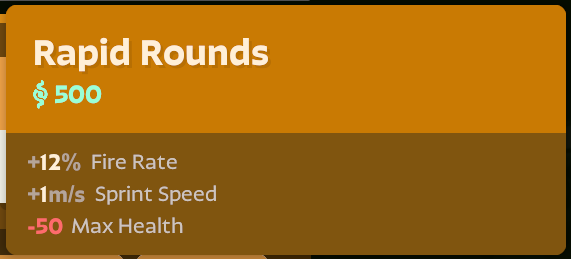 Rapid Rounds
500
+12% Fire Rate
+1m/s Sprint Speed
-50 Max Health